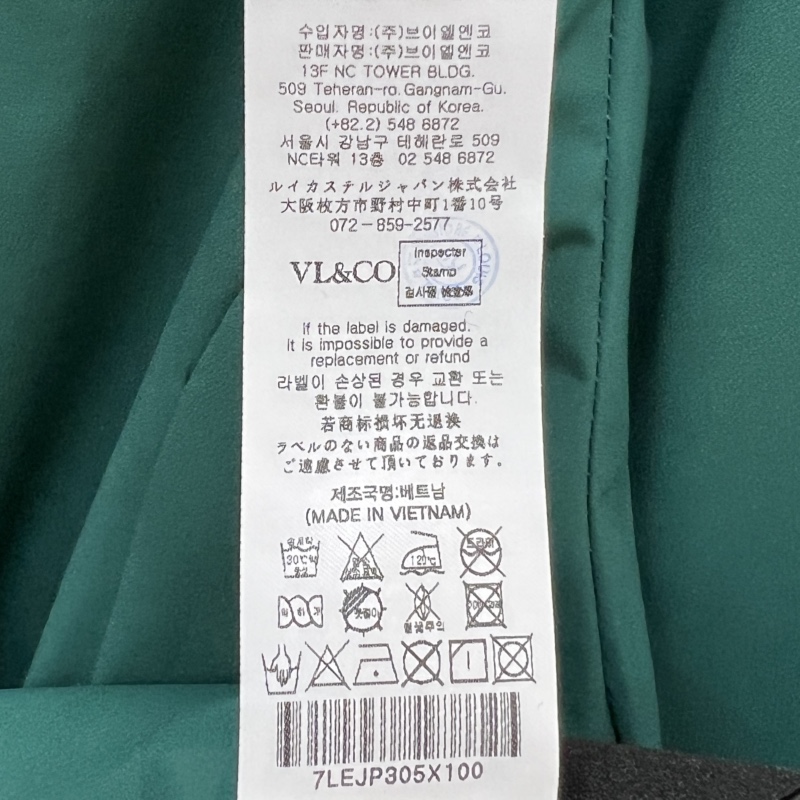 수입자명:(주)브이엘엔코
판매자명:(주)브이엘엔코
13F NC TOWER BLDG.
509 Teheran-ro.Gangnam-Gu.
Seoul. Republic of Korea.
(+82.2) 548 6872
서울시 강남구 테헤란로 509
NC타워 13층 02 548 6872
ルイカステルジャパン株式会社
大阪枚方市野村中町1番10号
072-859-2577
VL&CO
Inspecter
Stamp
If the label is damaged.
It is impossible to provide a
replacement or refund
라벨이 손상된 경우 교환 또는
환불이 불가능합니다.
若商标损坏无退换
ラベルのない商品の返品交換は
ご遠慮させて頂いております。
제조국명:베트남
(MADE IN VIETNAM)
30℃
중성
120℃
드라이
7LEJP305X100